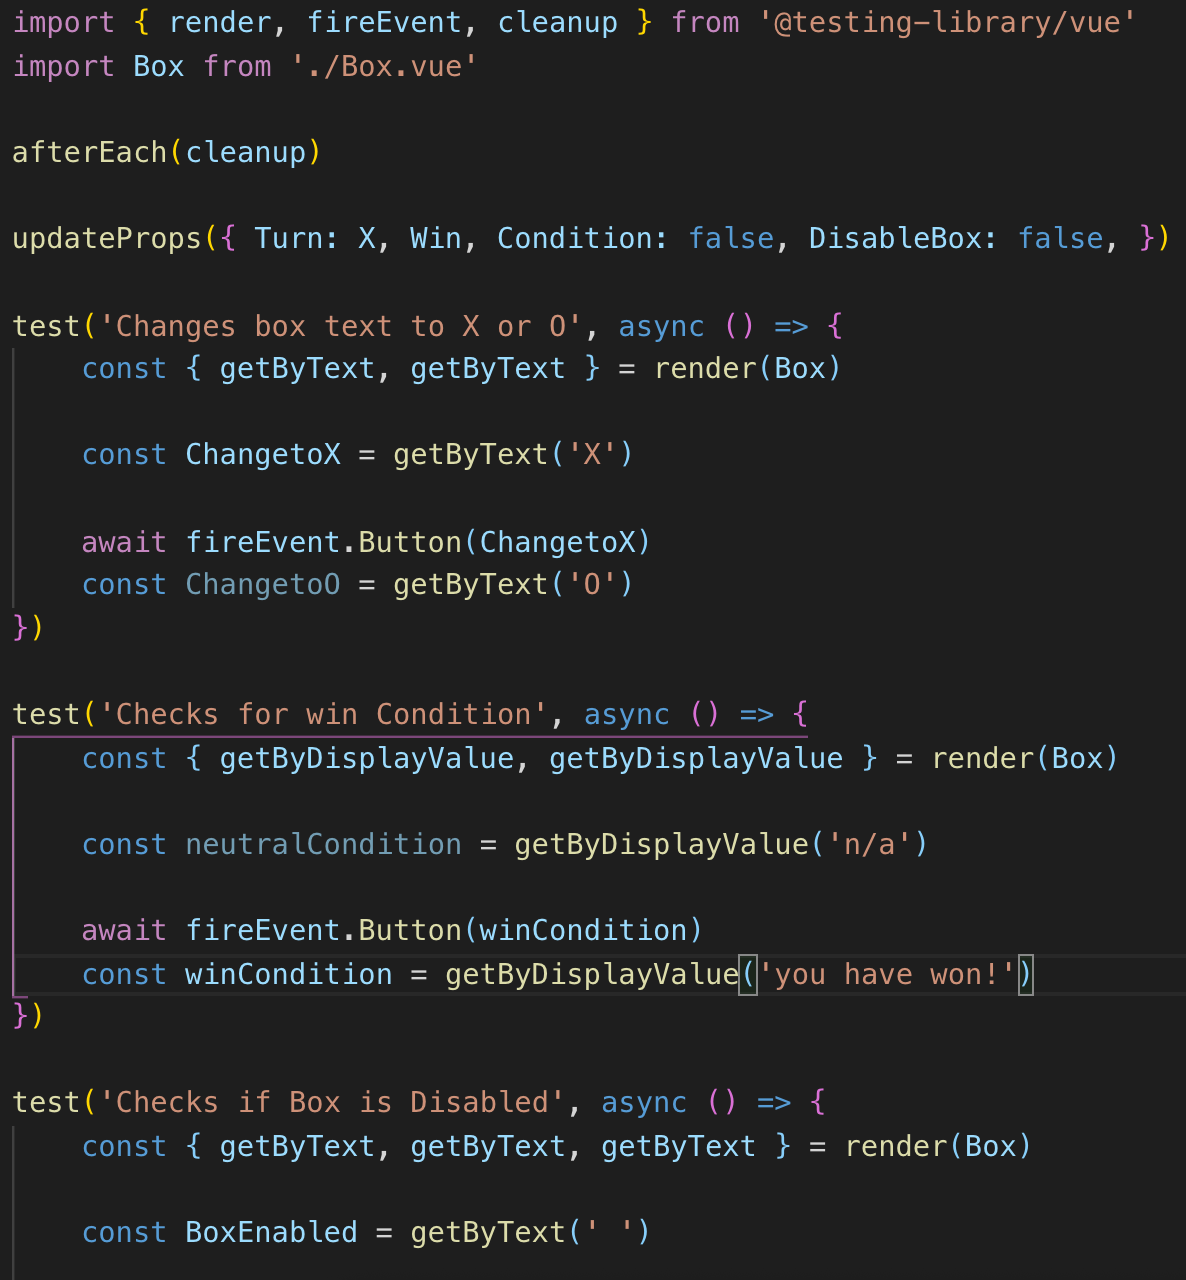 import { render, fireEvent, cleanup } from '@testing-library/vue'
import Box from './Box.vue'

afterEach(cleanup)

updateProps({ Turn: X, Win, Condition: false, DisableBox: false, })

test('Changes box text to X or O', async () => {
    const { getByText, getByText } = render(Box)

    const ChangetoX = getByText('X')

    await fireEvent.Button(ChangetoX)
    const ChangetoO = getByText('O')
})

test('Checks for win Condition', async () => {
    const { getByDisplayValue, getByDisplayValue } = render(Box)

    const neutralCondition = getByDisplayValue('n/a')

    await fireEvent.Button(winCondition)
    const winCondition = getByDisplayValue('you have won!')
})

test('Checks if Box is Disabled', async () => {
    const { getByText, getByText, getByText } = render(Box)

    const BoxEnabled = getByText(' ')